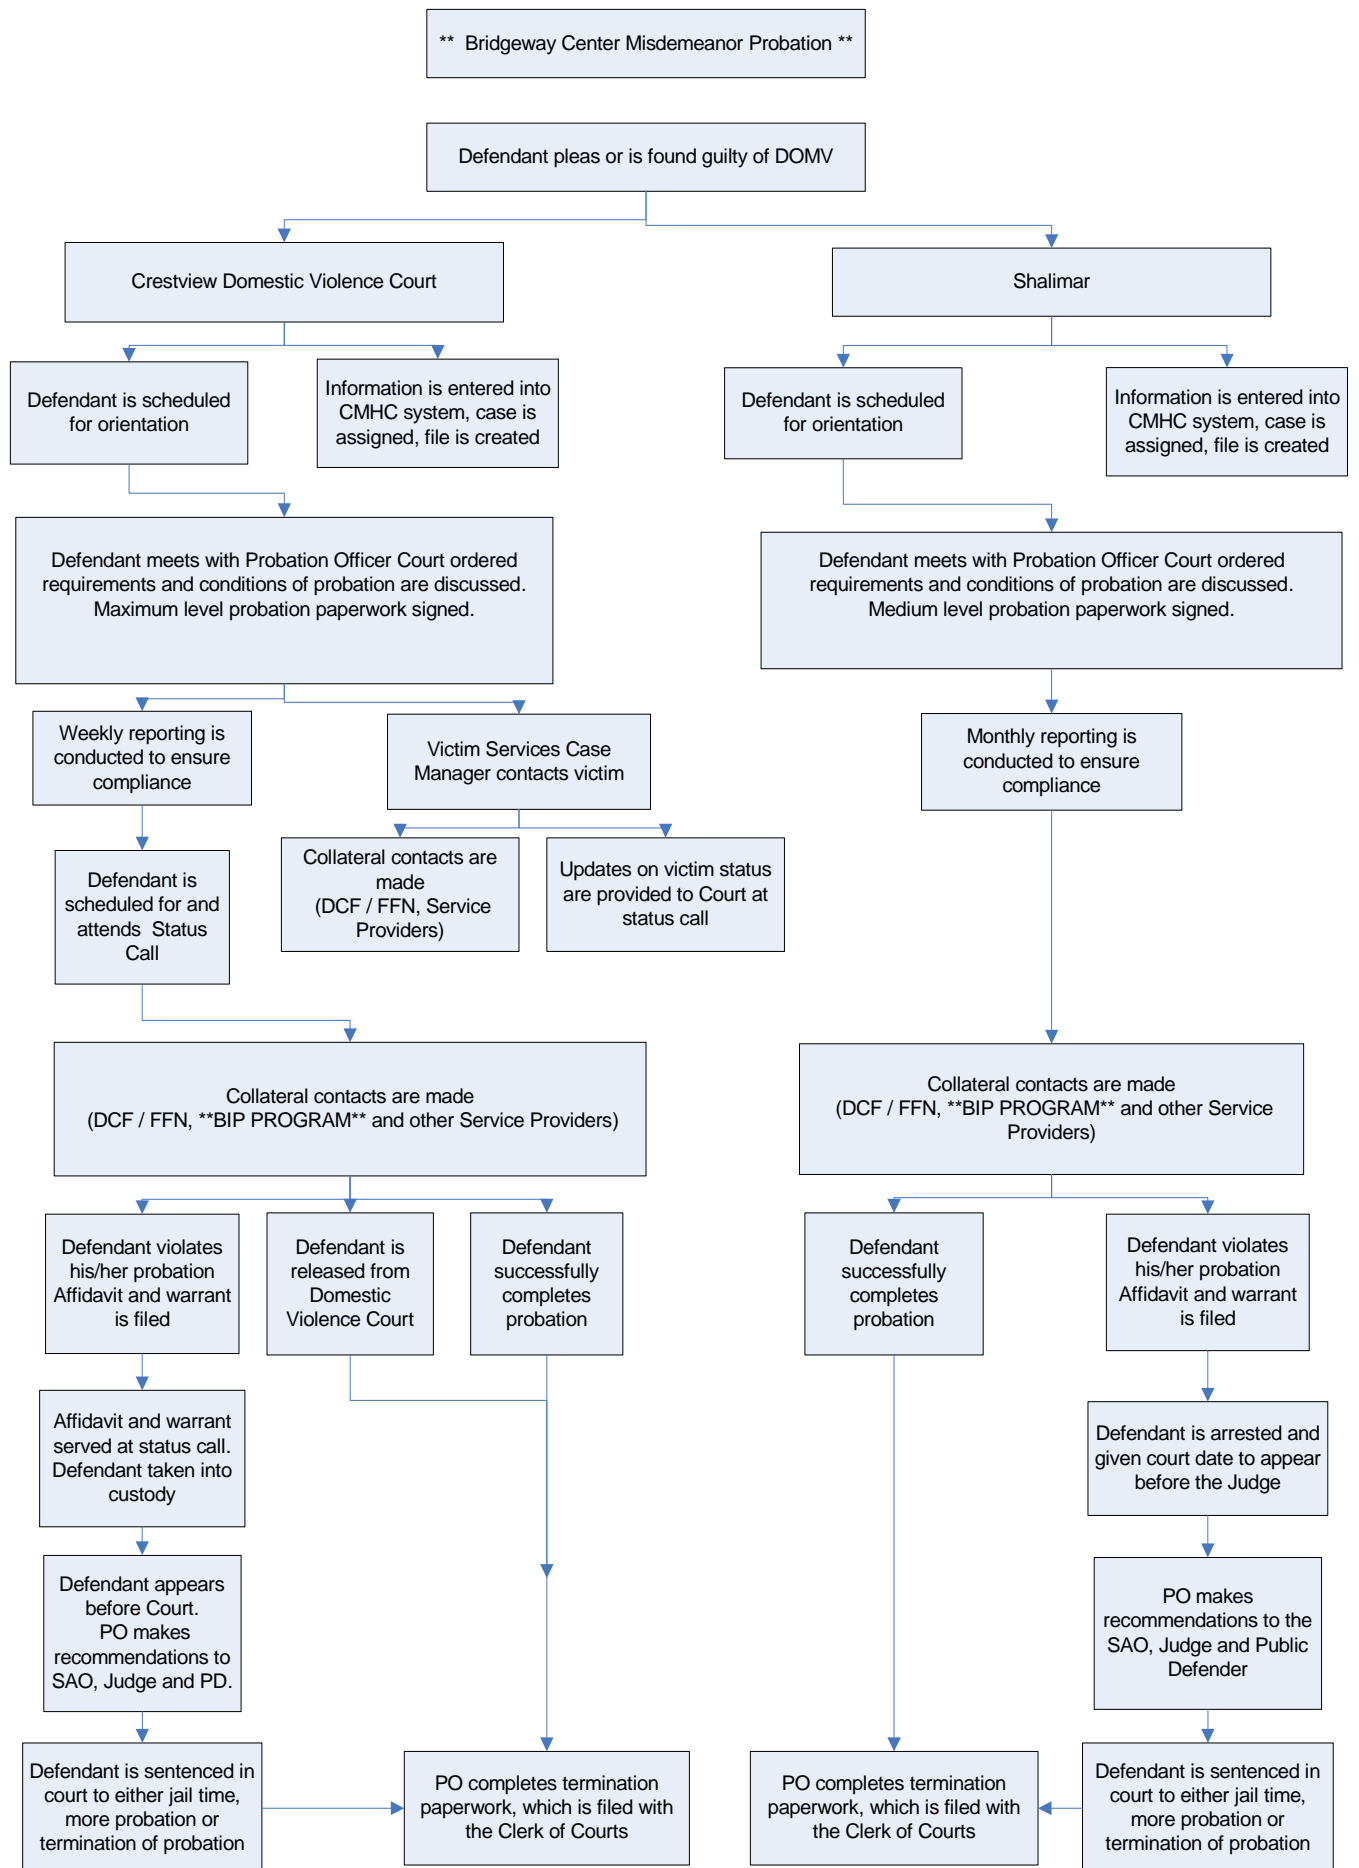 ** Bridgeway Center Misdemeanor Probation **
Defendant pleas or is found guilty of DOMV
Crestview Domestic Violence Court
Shalimar
Defendant is scheduled
for orientation
Information is entered into
CMHC system, case is
assigned, file is created
Defendant is scheduled
for orientation
Information is entered into
CMHC system, case is
assigned, file is created
Defendant meets with Probation Officer Court ordered
requirements and conditions of probation are discussed.
Maximum level probation paperwork signed.
Defendant meets with Probation Officer Court ordered
requirements and conditions of probation are discussed.
Medium level probation paperwork signed.
Weekly reporting is
conducted to ensure
compliance
Victim Services Case
Manager contacts victim
Monthly reporting is
conducted to ensure
compliance
Defendant is
scheduled for and
attends Status
Call
Collateral contacts are
made
(DCF / FFN, Service
Providers)
Updates on victim status
are provided to Court at
status call
Collateral contacts are made
(DCF / FFN, **BIP PROGRAM** and other Service Providers)
Collateral contacts are made
(DCF / FFN, **BIP PROGRAM** and other Service
Providers)
Defendant violates
his/her probation
Affidavit and warrant
is filed
Defendant is
released from
Domestic
Violence Court
Defendant
successfully
completes
probation
Defendant
successfully
completes
probation
Defendant violates
his/her probation
Affidavit and warrant
is filed
Affidavit and warrant
served at status call.
Defendant taken into
custody
Defendant is arrested and
given court date to appear
before the Judge
Defendant appears
before Court.
PO makes
recommendations to
SAO, Judge and PD.
PO makes
recommendations to the
SAO, Judge and Public
Defender
Defendant is sentenced in
court to either jail time,
more probation or
termination of probation
PO completes termination
paperwork, which is filed with
the Clerk of Courts
PO completes termination
paperwork, which is filed with
the Clerk of Courts
Defendant is sentenced in
court to either jail time,
more probation or
termination of probation